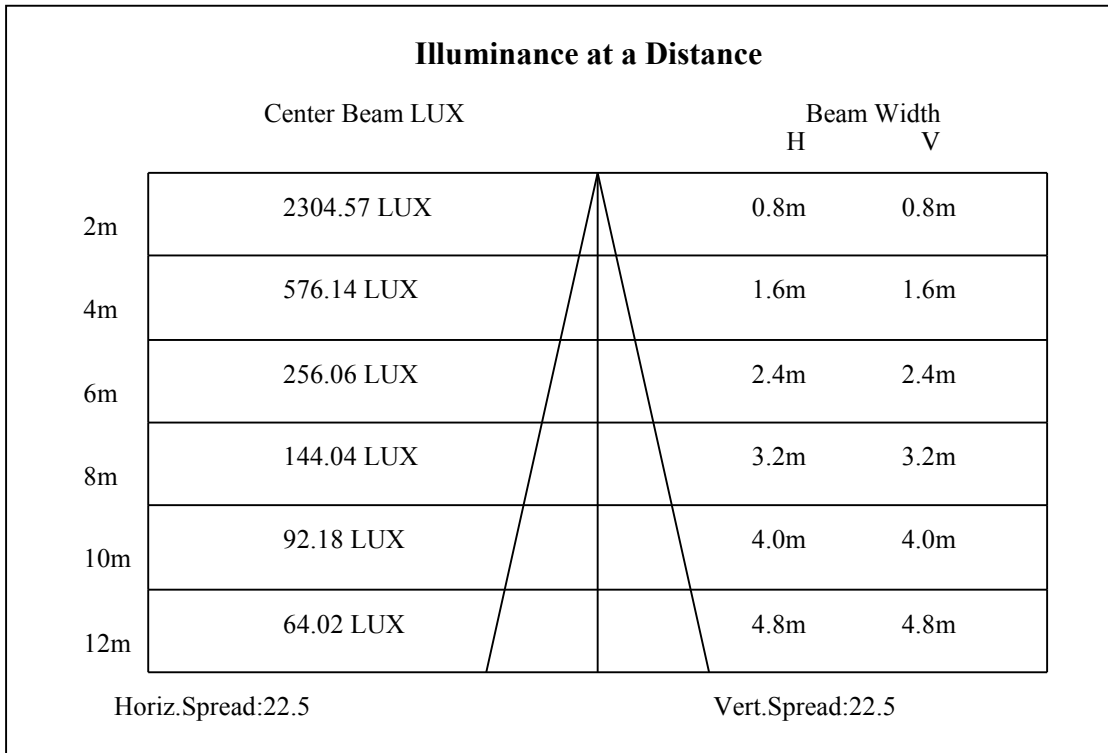 Illuminance at a Distance
Center Beam LUX Beam Width
H V
2m 2304.57 LUX 0.8m 0.8m
4m 576.14 LUX 1.6m 1.6m
6m 256.06 LUX 2.4m 2.4m
8m 144.04 LUX 3.2m 3.2m
10m 92.18 LUX 4.0m 4.0m
12m 64.02 LUX 4.8m 4.8m
Horiz.Spread:22.5 Vert.Spread:22.5